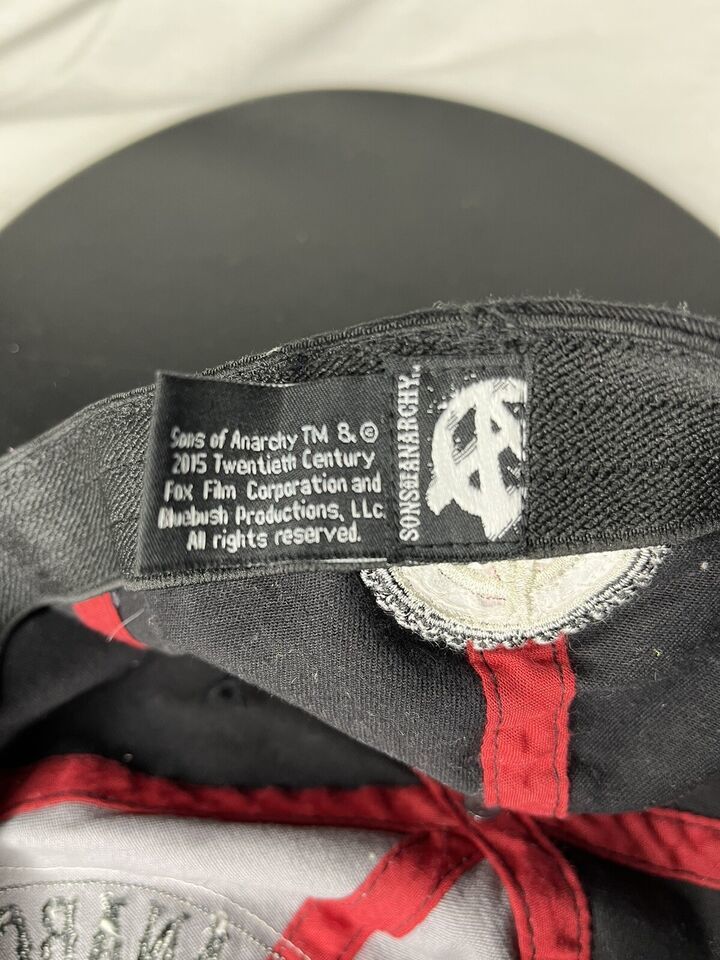 Sons of Anarchy TM & ©
2015 Twentieth Century
Fox Film Corporation and
Bluebush Productions, LLC
All rights reserved.
SONS OF ANARCHY™